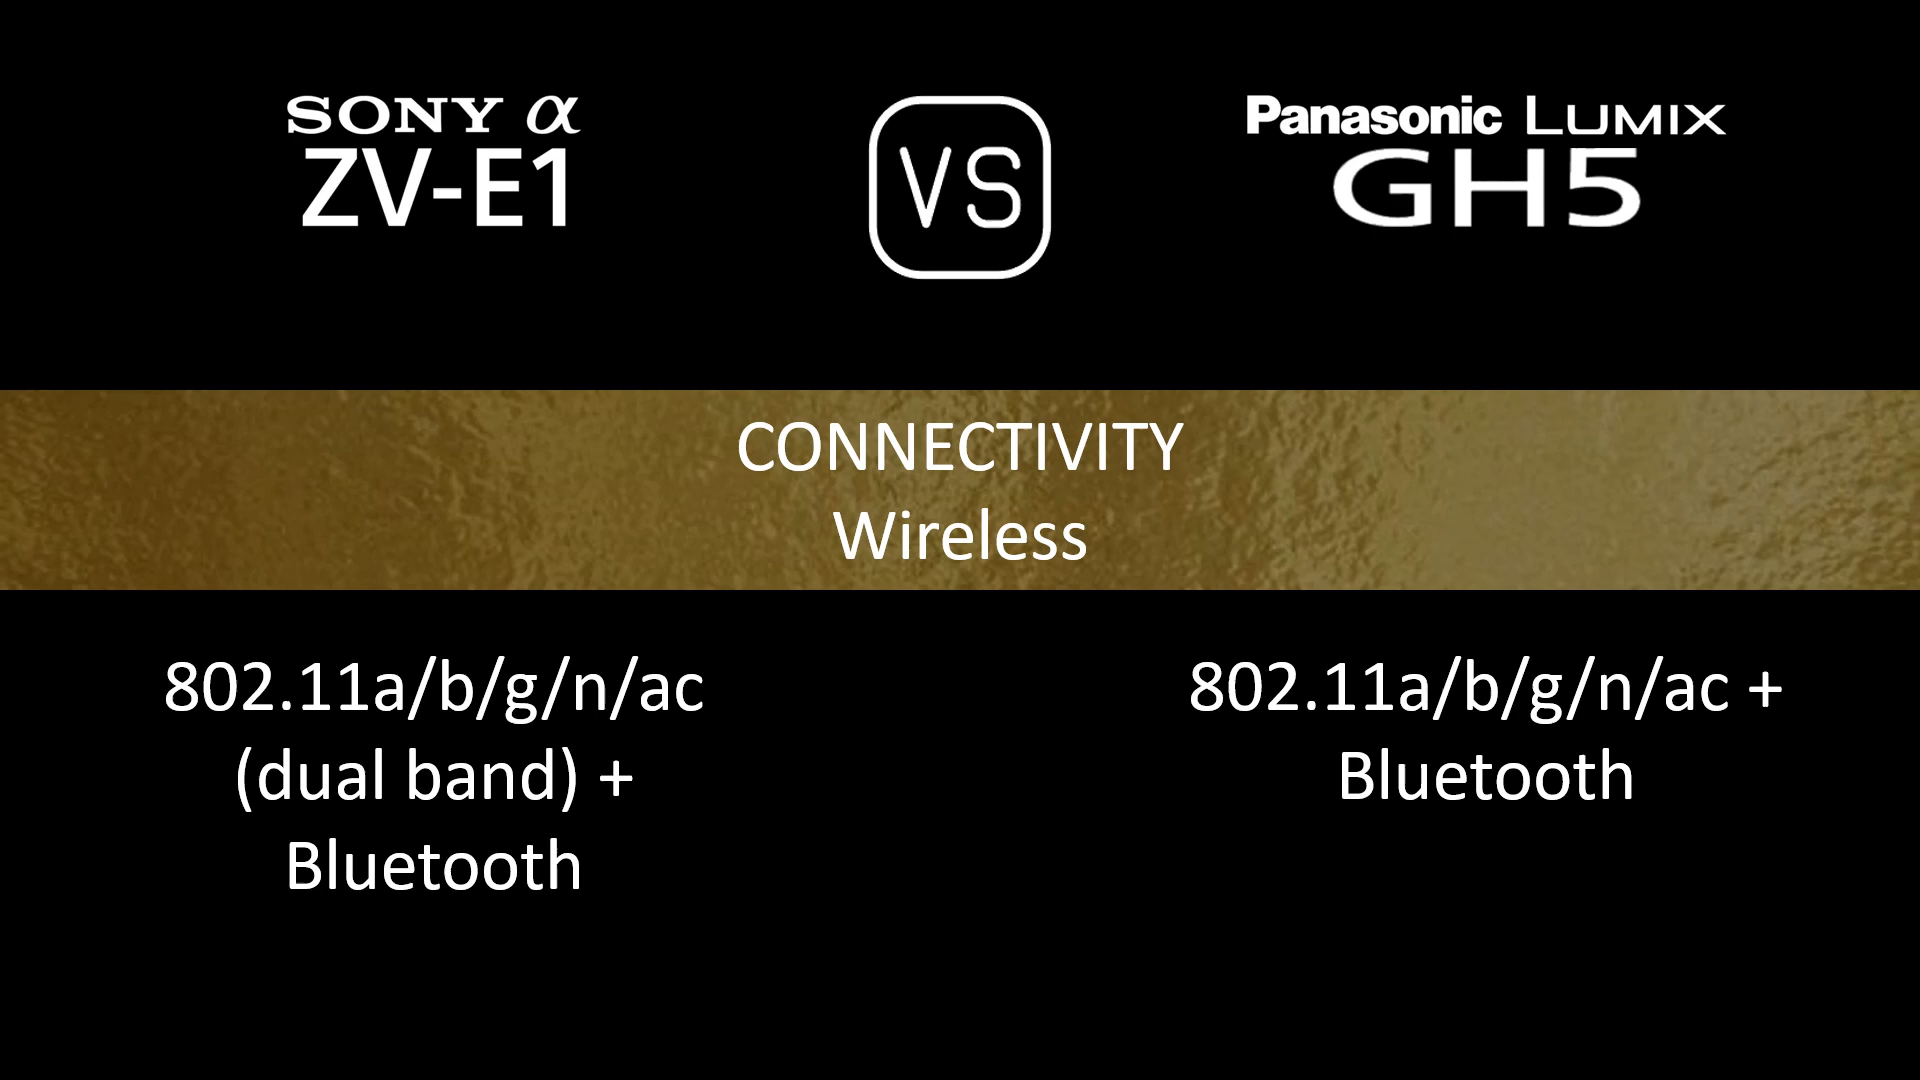 SONY α
ZV-E1
VS
Panasonic LUMIX
GH5
CONNECTIVITY
Wireless
802.11a/b/g/n/ac
(dual band) +
Bluetooth
802.11a/b/g/n/ac +
Bluetooth